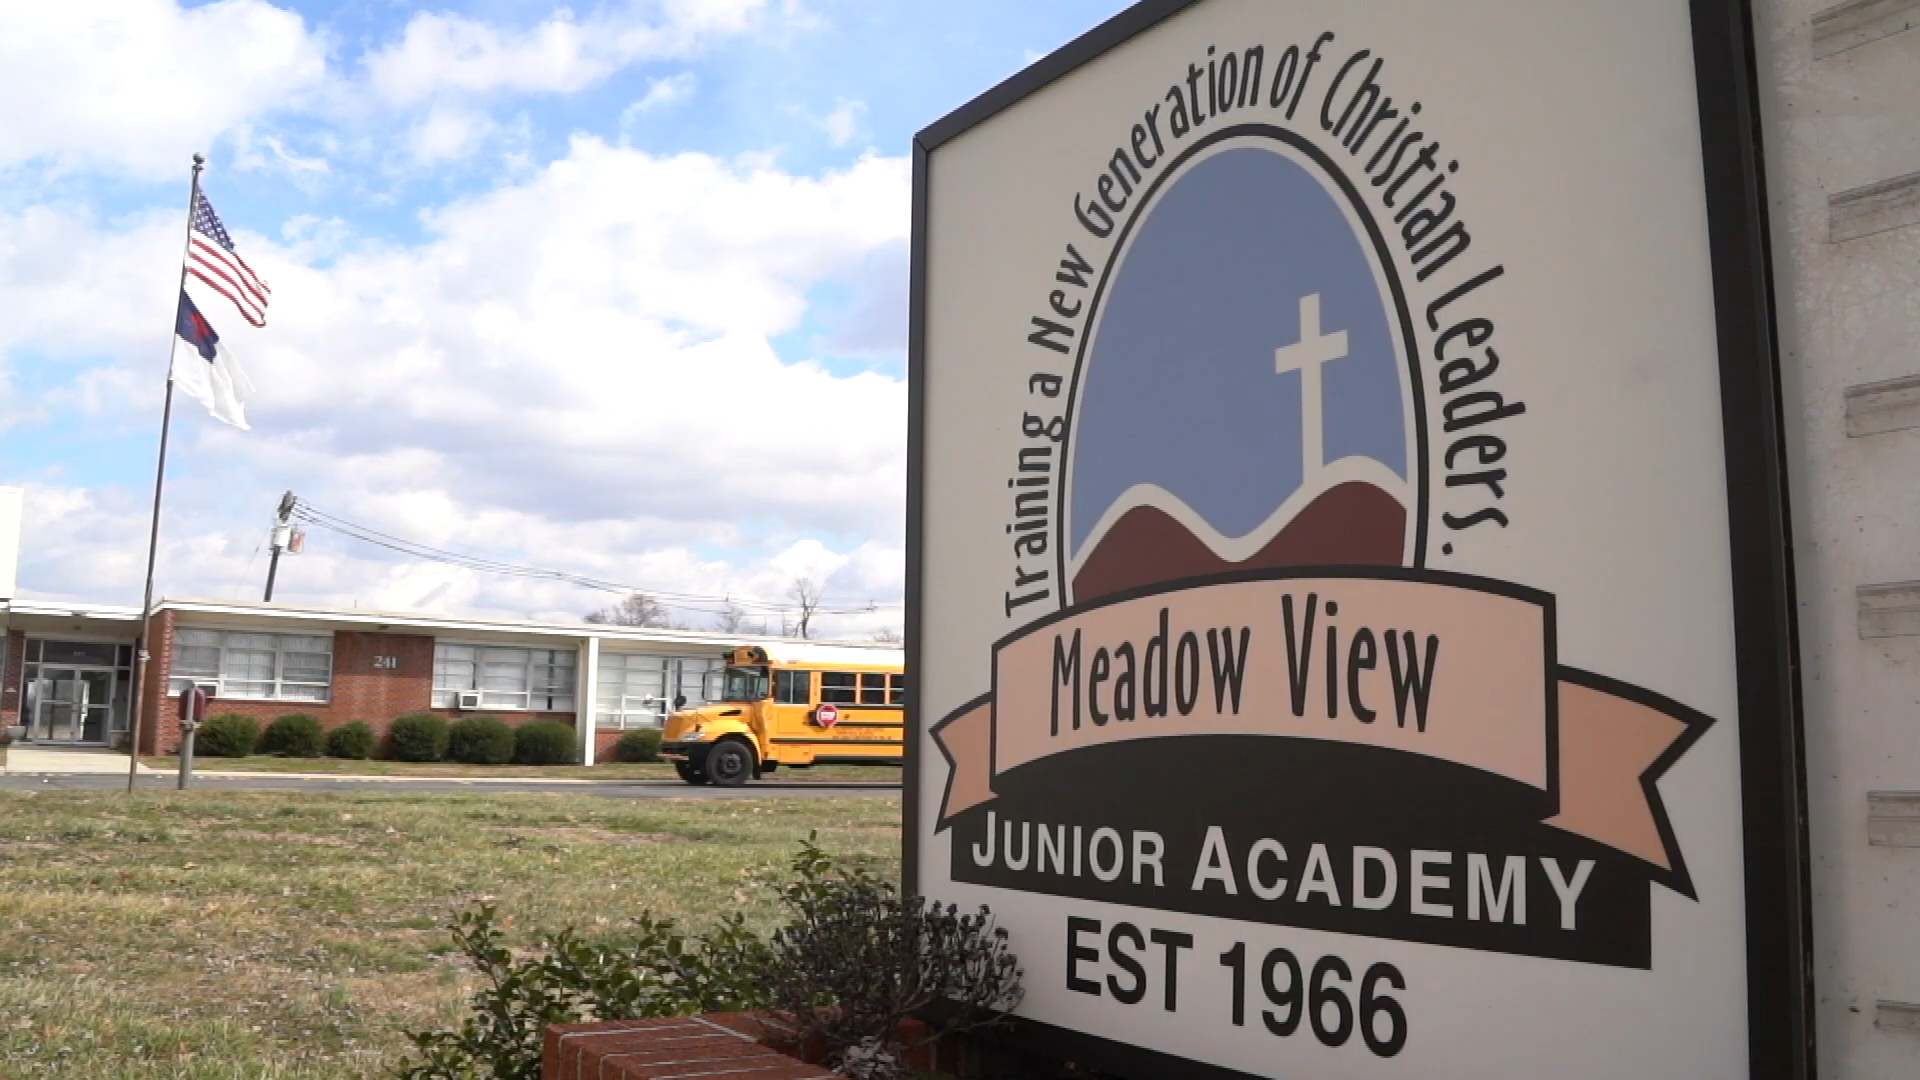 Training a New Generation of Christian Leaders.
Meadow View
JUNIOR ACADEMY
EST 1966
241